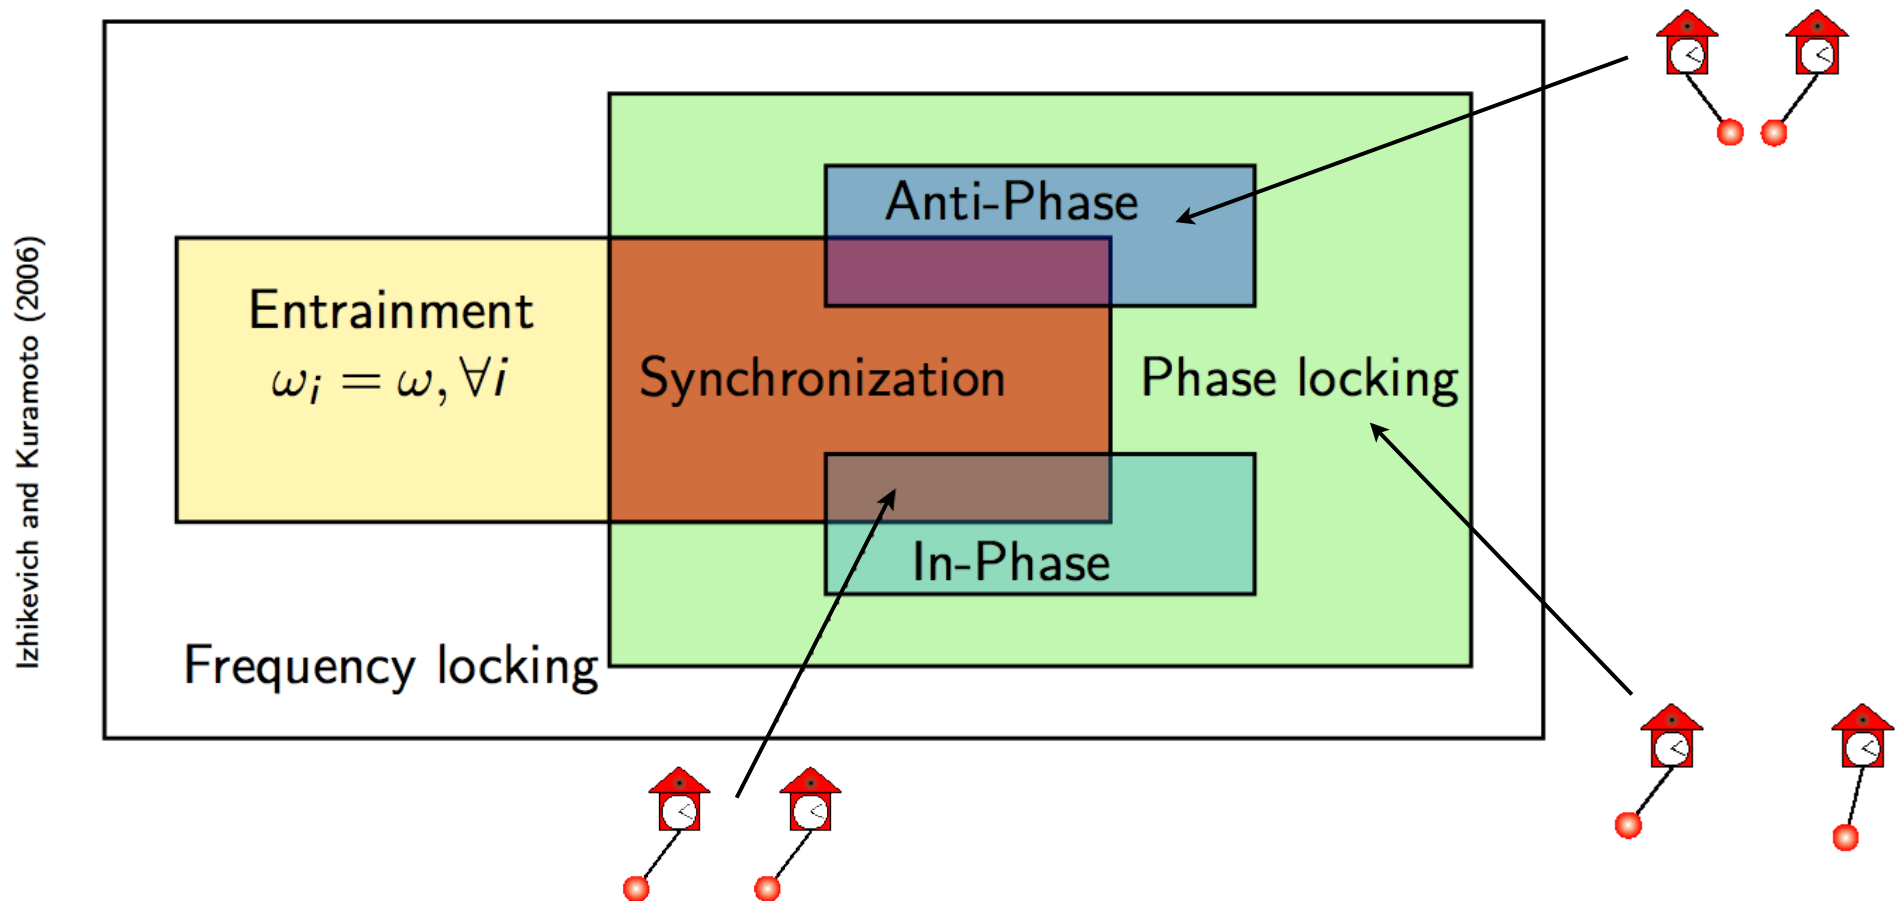 Izhikevich and Kuramoto (2006)
Anti-Phase
Entrainment
ωᵢ = ω, ∀i
Synchronization
Phase locking
In-Phase
Frequency locking